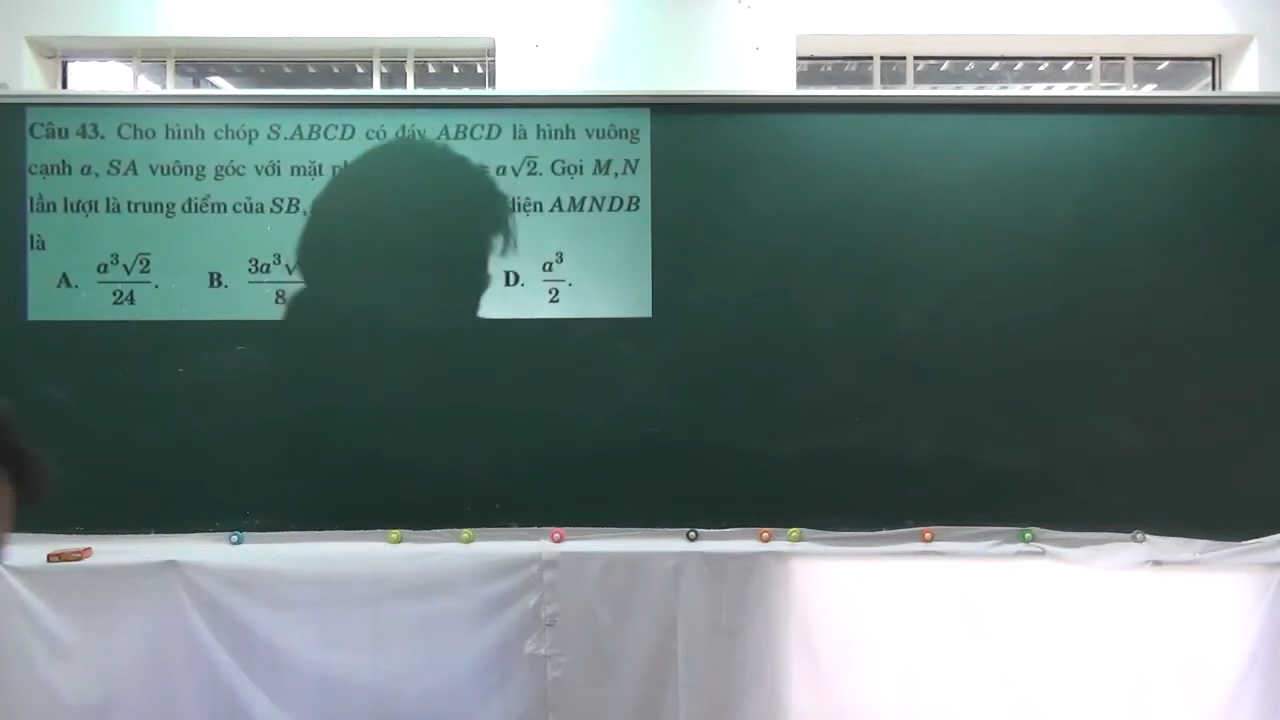 Câu 43. Cho hình chóp S.ABCD có đáy ABCD là hình vuông
cạnh a, SA vuông góc với mặt = a√2. Gọi M,N
lần lượt là trung điểm của SB, diện AMNDB
là
A. a³√2/24. B. 3a³√/8 D. a³/2.